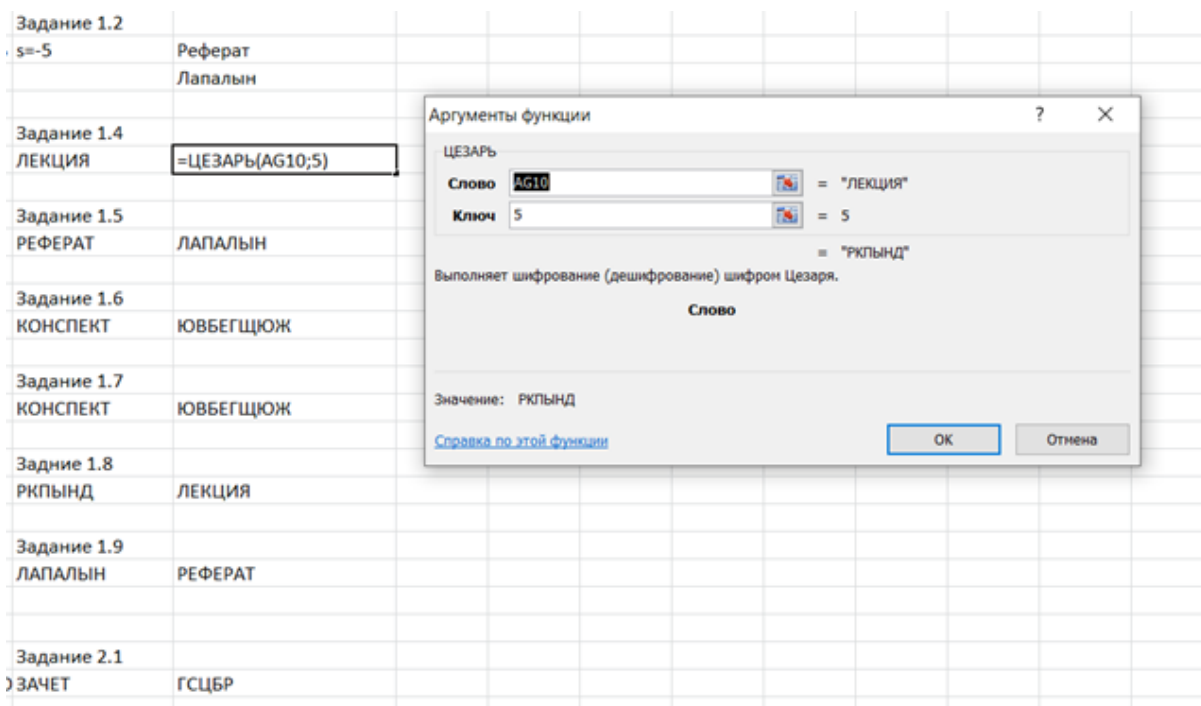 Задание 1.2
s=-5 Реферат
Лапалын
Аргументы функции ? ×
Задание 1.4
ЦЕЗАРЬ
ЛЕКЦИЯ =ЦЕЗАРЬ(AG10;5)
Слово AG10 = "ЛЕКЦИЯ"
Ключ 5 = 5
Задание 1.5
РЕФЕРАТ ЛАПАЛЫН
= "РКПЫНД"
Выполняет шифрование (дешифрование) шифром Цезаря.
Задание 1.6
Слово
КОНСПЕКТ ЮВБЕГЩЮЖ
Задание 1.7
Значение: РКПЫНД
КОНСПЕКТ ЮВБЕГЩЮЖ
Справка по этой функции ОК Отмена
Задние 1.8
РКПЫНД ЛЕКЦИЯ
Задание 1.9
ЛАПАЛЫН РЕФЕРАТ
Задание 2.1
ЗАЧЕТ ГСЦБР